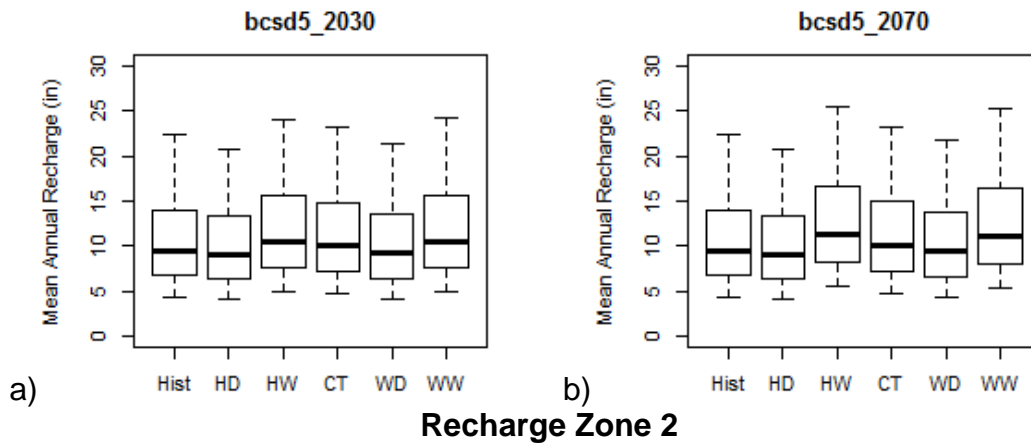 bcsd5_2030
bcsd5_2070
Mean Annual Recharge (in)
30
25
20
15
10
5
0
Hist HD HW CT WD WW
Mean Annual Recharge (in)
30
25
20
15
10
5
0
Hist HD HW CT WD WW
a)
b)
Recharge Zone 2